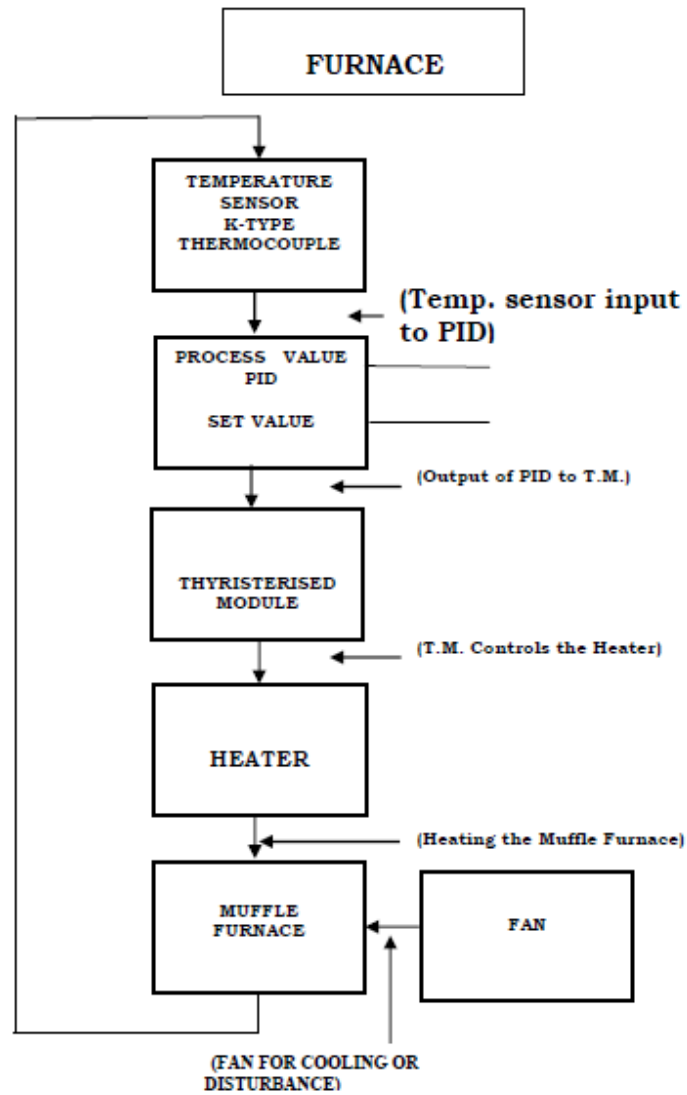 FURNACE
TEMPERATURE
SENSOR
K-TYPE
THERMOCOUPLE
(Temp. sensor input
to PID)
PROCESS VALUE
PID
SET VALUE
(Output of PID to T.M.)
THYRISTERISED
MODULE
(T.M. Controls the Heater)
HEATER
(Heating the Muffle Furnace)
MUFFLE
FURNACE
FAN
(FAN FOR COOLING OR
DISTURBANCE)